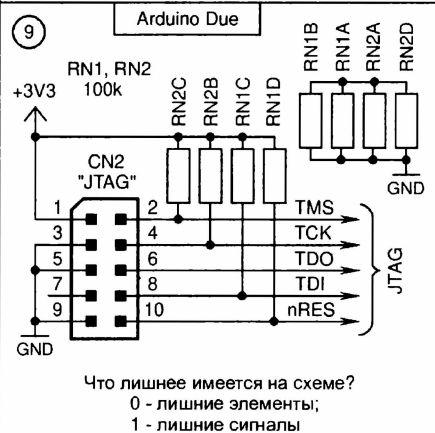 9
Arduino Due
RN1, RN2
100k
+3V3
RN2C
RN2B
RN1C
RN1D
RN1B
RN1A
RN2A
RN2D
GND
CN2
"JTAG"
1 2 TMS
3 4 TCK
5 6 TDO
7 8 TDI
9 10 nRES
JTAG
GND
Что лишнее имеется на схеме?
0 - лишние элементы;
1 - лишние сигналы